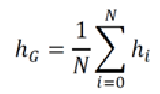 h_G = \frac{1}{N} \sum_{i=0}^{N} h_i